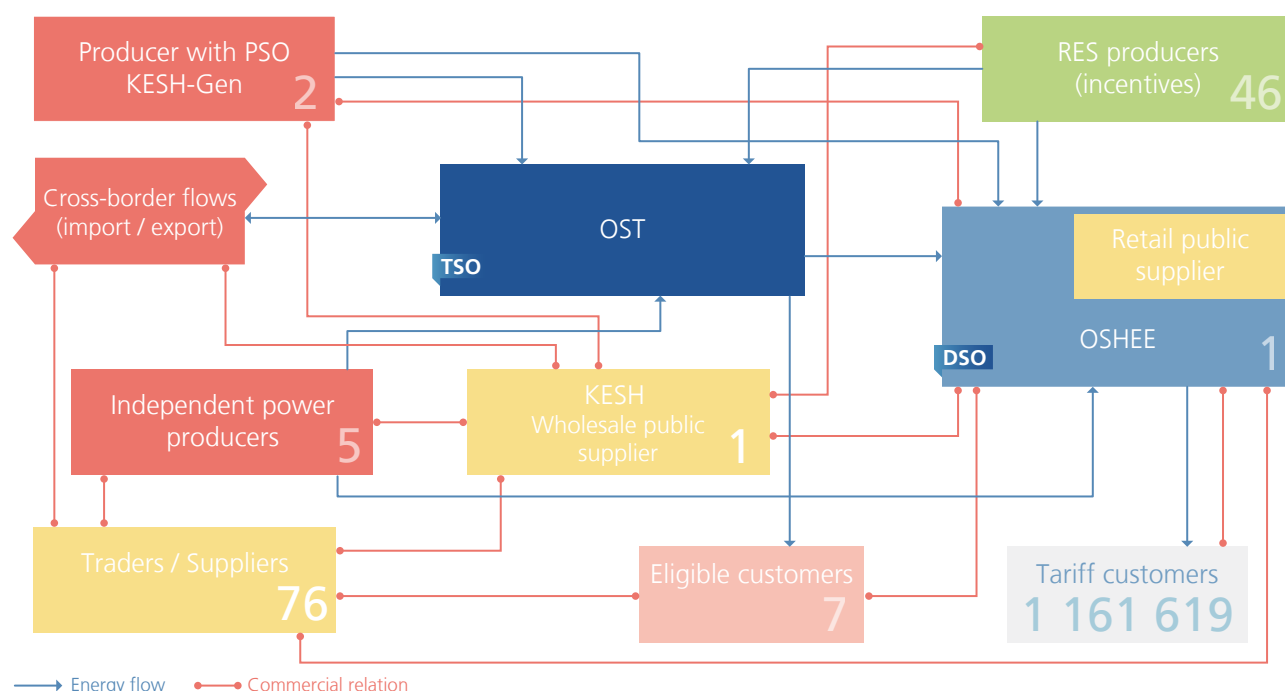 Producer with PSO
KESH-Gen
2
RES producers
(incentives)
46
Cross-border flows
(import / export)
OST
TSO
Retail public
supplier
OSHEE
1
DSO
Independent power
producers
5
KESH
Wholesale public
supplier
1
Traders / Suppliers
76
Eligible customers
7
Tariff customers
1 161 619
Energy flow
Commercial relation